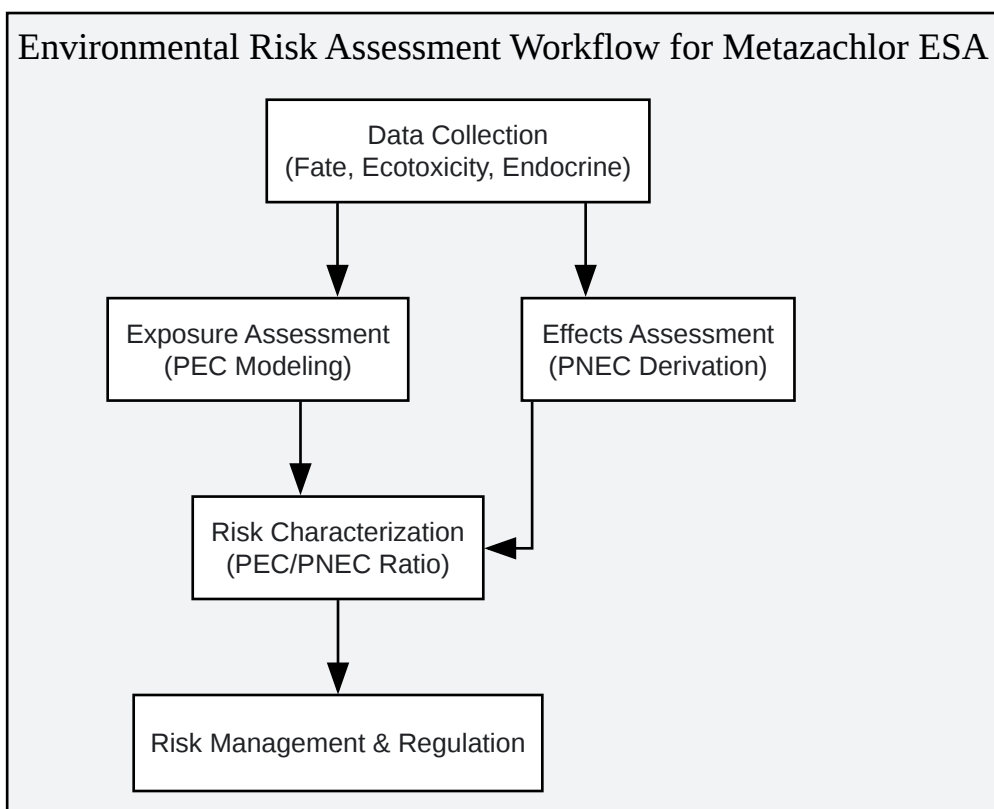 Environmental Risk Assessment Workflow for Metazachlor ESA
Data Collection
(Fate, Ecotoxicity, Endocrine)
Exposure Assessment
(PEC Modeling)
Effects Assessment
(PNEC Derivation)
Risk Characterization
(PEC/PNEC Ratio)
Risk Management & Regulation